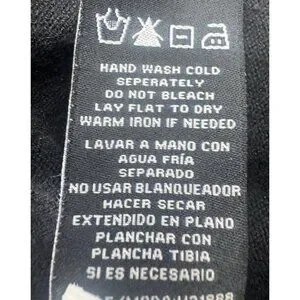 HAND WASH COLD
SEPERATELY
DO NOT BLEACH
LAY FLAT TO DRY
WARM IRON IF NEEDED
LAVAR A MANO CON
AGUA FRÍA
SEPARADO
NO USAR BLANQUEADOR
HACER SECAR
EXTENDIDO EN PLANO
PLANCHAR CON
PLANCHA TIBIA
SI ES NECESARIO